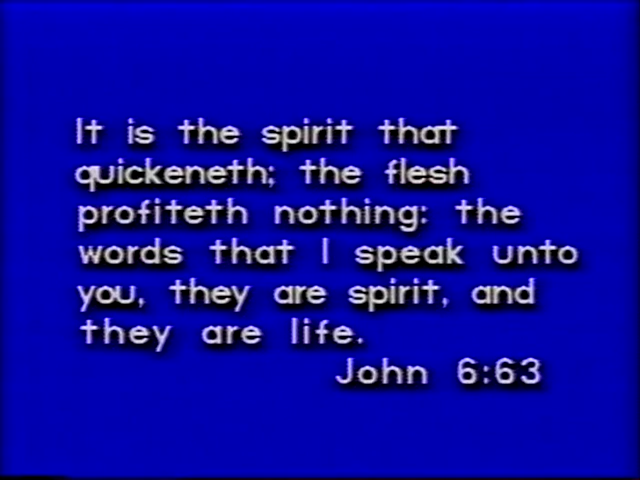 It is the spirit that
quickeneth; the flesh
profiteth nothing: the
words that I speak unto
you, they are spirit, and
they are life.
John 6:63